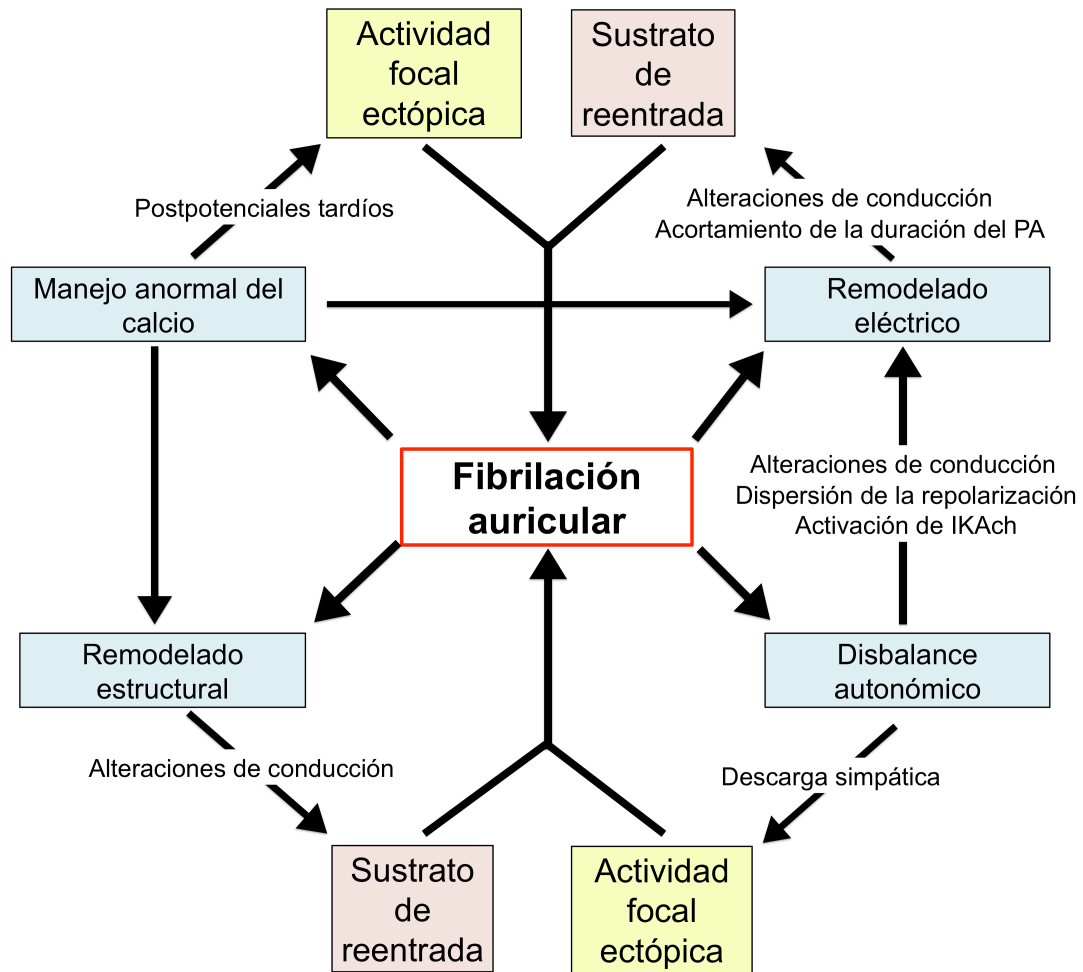 Actividad
focal
ectópica
Sustrato
de
reentrada
Postpotenciales tardíos
Alteraciones de conducción
Acortamiento de la duración del PA
Manejo anormal del
calcio
Remodelado
eléctrico
Fibrilación
auricular
Alteraciones de conducción
Dispersión de la repolarización
Activación de IKAch
Remodelado
estructural
Disbalance
autonómico
Alteraciones de conducción
Descarga simpática
Sustrato
de
reentrada
Actividad
focal
ectópica